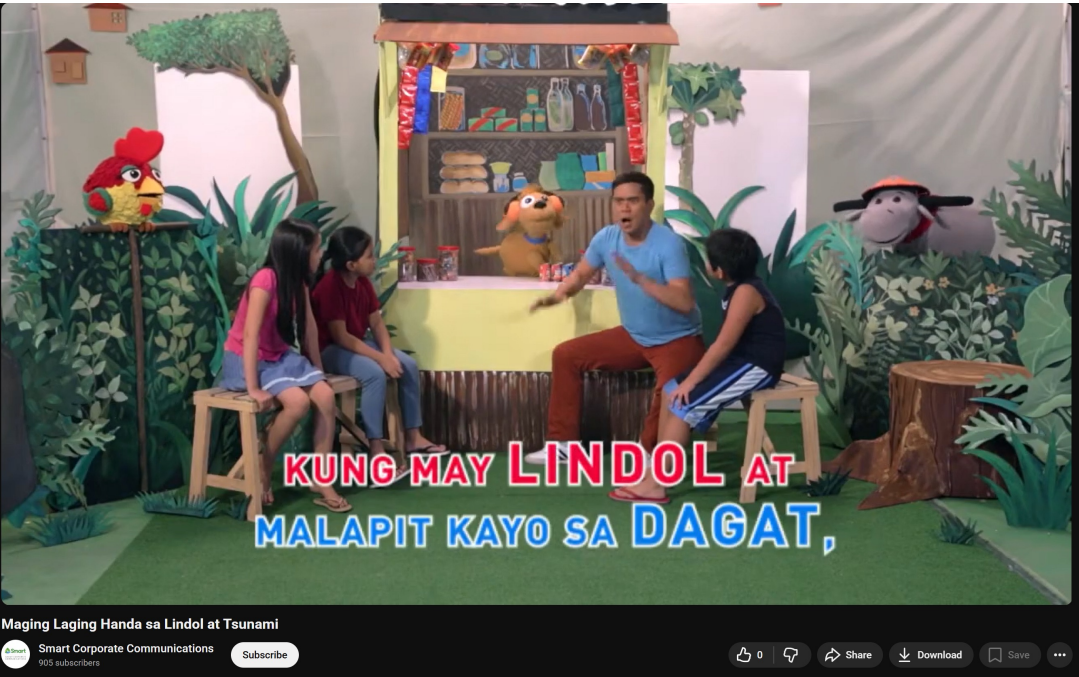 KUNG MAY LINDOL AT
MALAPIT KAYO SA DAGAT,
Maging Laging Handa sa Lindol at Tsunami
Smart
Smart Corporate Communications
905 subscribers
Subscribe
0
Share
Download
Save